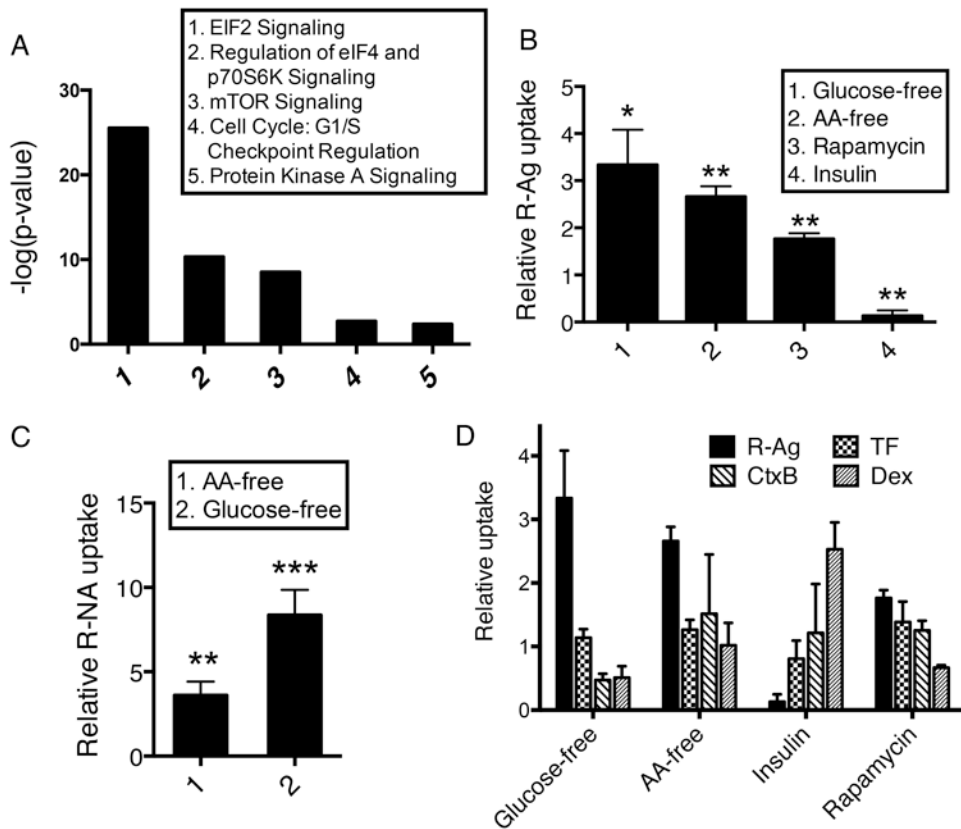 A
1. EIF2 Signaling
2. Regulation of eIF4 and
p70S6K Signaling
3. mTOR Signaling
4. Cell Cycle: G1/S
Checkpoint Regulation
5. Protein Kinase A Signaling
-log(p-value)
30
20
10
0
1 2 3 4 5
B
1. Glucose-free
2. AA-free
3. Rapamycin
4. Insulin
Relative R-Ag uptake
5
4
3
2
1
0
* ** ** **
1 2 3 4
C
1. AA-free
2. Glucose-free
Relative R-NA uptake
15
10
5
0
** ***
1 2
D
R-Ag TF
CtxB Dex
Relative uptake
4
3
2
1
0
Glucose-free AA-free Insulin Rapamycin